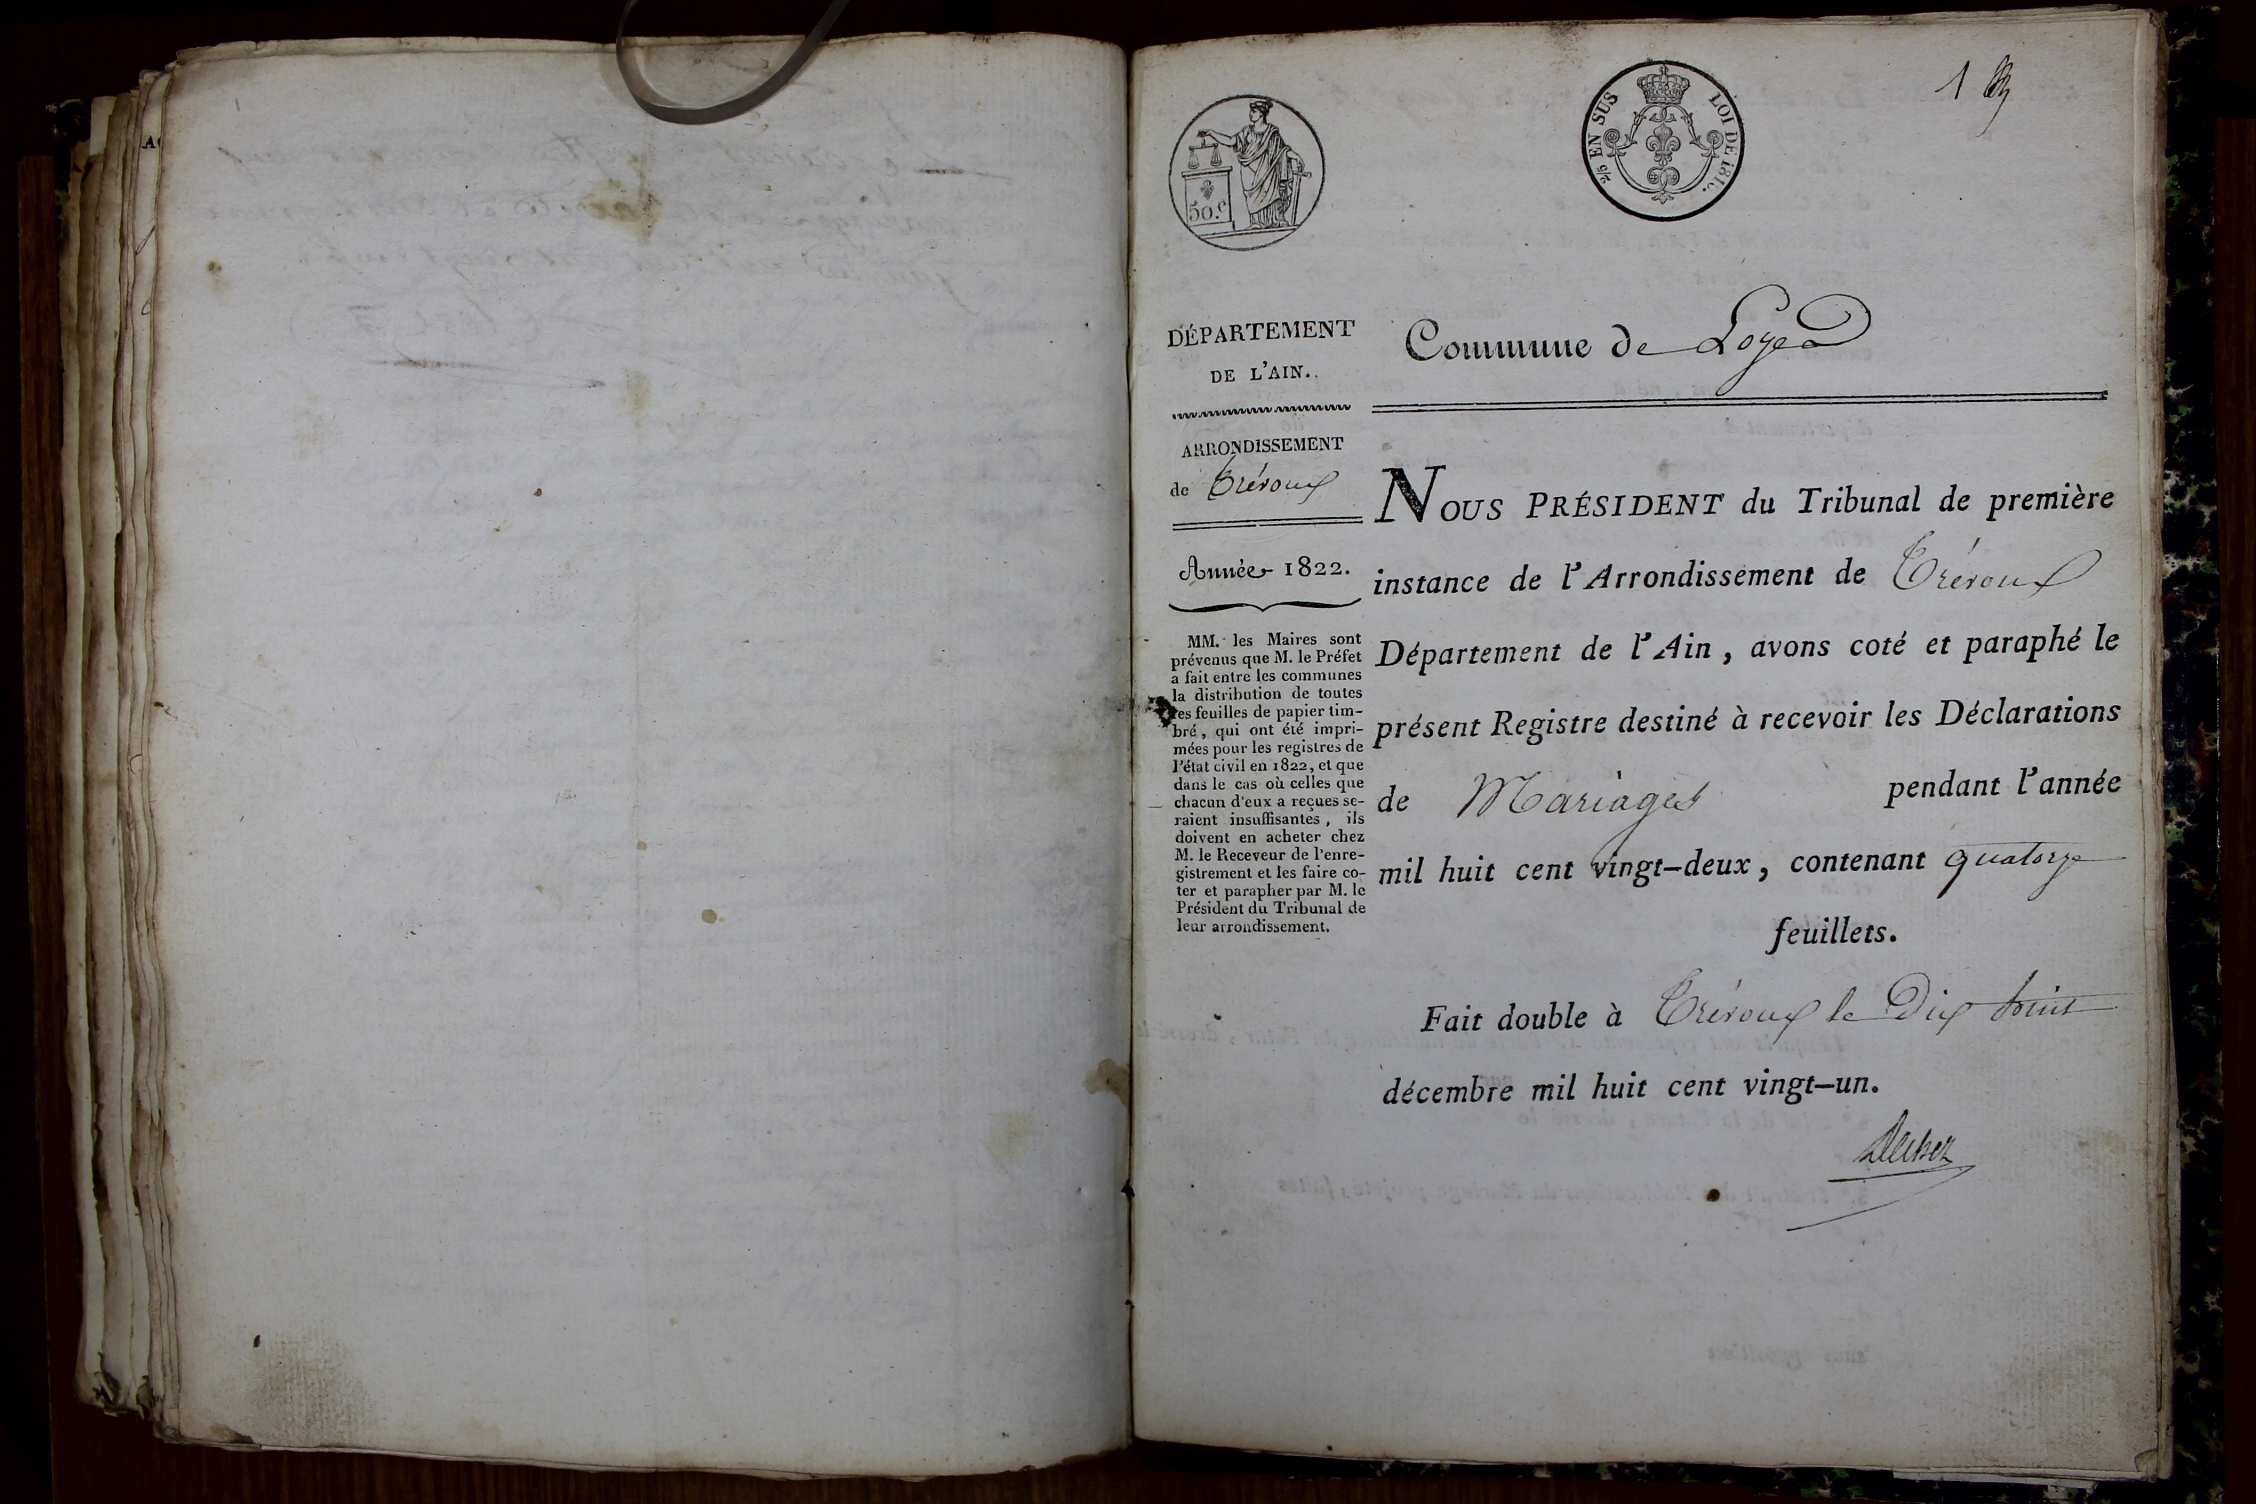 1
50.c
2/5 EN SUS
LOI DE 1816.
DÉPARTEMENT
DE L'AIN.
ARRONDISSEMENT
de Trévoux
Année 1822.
MM. les Maires sont
prévenus que M. le Préfet
a fait entre les communes
la distribution de toutes
les feuilles de papier tim-
bré, qui ont été impri-
mées pour les registres de
l'état civil en 1822, et que
dans le cas où celles que
chacun d'eux a reçues se-
raient insuffisantes, ils
doivent en acheter chez
M. le Receveur de l'enre-
gistrement et les faire co-
ter et parapher par M. le
Président du Tribunal de
leur arrondissement.
Commune de Loyes
NOUS PRÉSIDENT du Tribunal de première
instance de l'Arrondissement de Trévoux
Département de l'Ain, avons coté et paraphé le
présent Registre destiné à recevoir les Déclarations
de Mariages pendant l'année
mil huit cent vingt-deux, contenant quatorze
feuillets.
Fait double à Trévoux le Dix huit
décembre mil huit cent vingt-un.